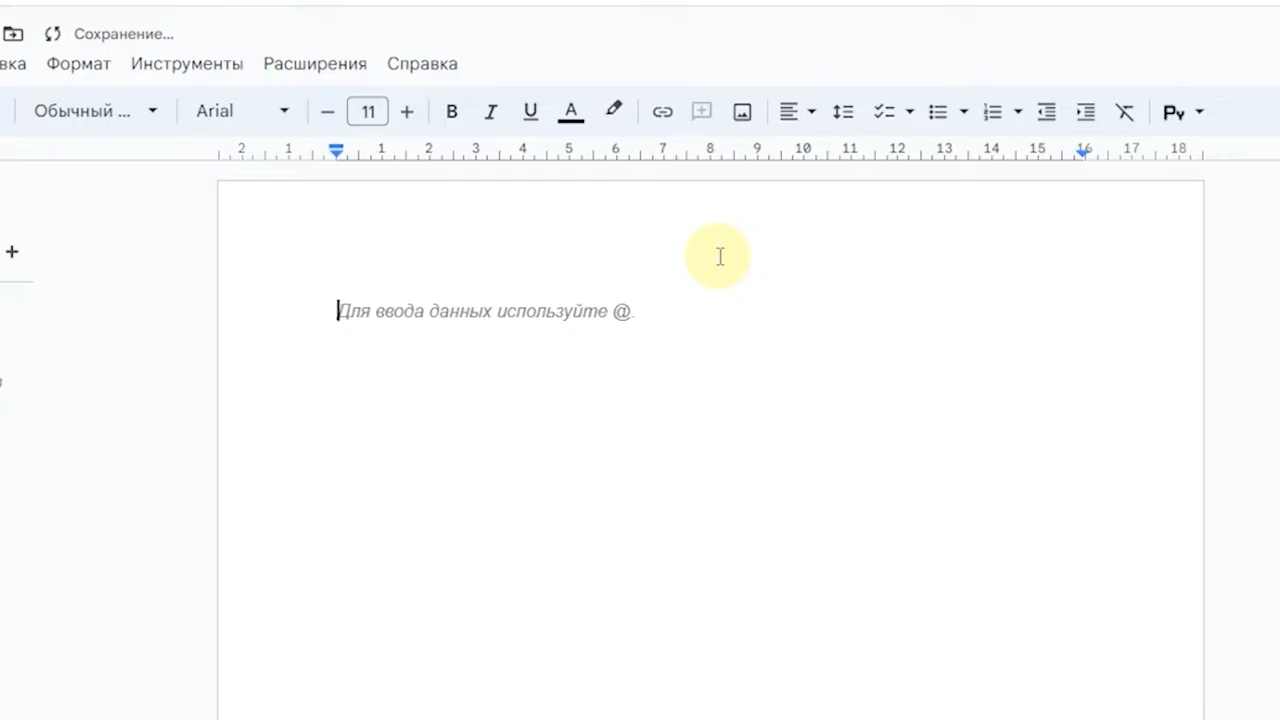 Сохранение...
вка Формат Инструменты Расширения Справка
Обычный ... Arial – 11 + B I U A Pv
2 1 1 2 3 4 5 6 7 8 9 10 11 12 13 14 15 16 17 18
+
Для ввода данных используйте @.